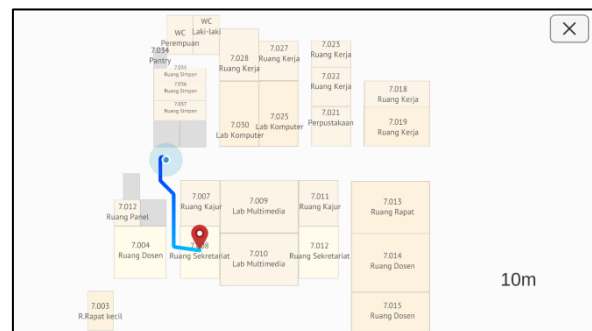 WC
Perempuan
WC
Laki-laki
7.034
Pantry
7.035
Ruang Simpan
7.036
Ruang Simpan
7.037
Ruang Simpan
7.028
Ruang Kerja
7.027
Ruang Kerja
7.023
Ruang Kerja
7.022
Ruang Kerja
7.021
Perpustakaan
7.030
Lab Komputer
7.025
Lab Komputer
7.018
Ruang Kerja
7.019
Ruang Kerja
7.012
Ruang Panel
7.004
Ruang Dosen
7.007
Ruang Kajur
7.009
Lab Multimedia
7.011
Ruang Kajur
Ruang Sekretariat
7.010
Lab Multimedia
7.012
Ruang Sekretariat
7.013
Ruang Rapat
7.014
Ruang Dosen
7.015
Ruang Dosen
7.003
R.Rapat kecil
10m